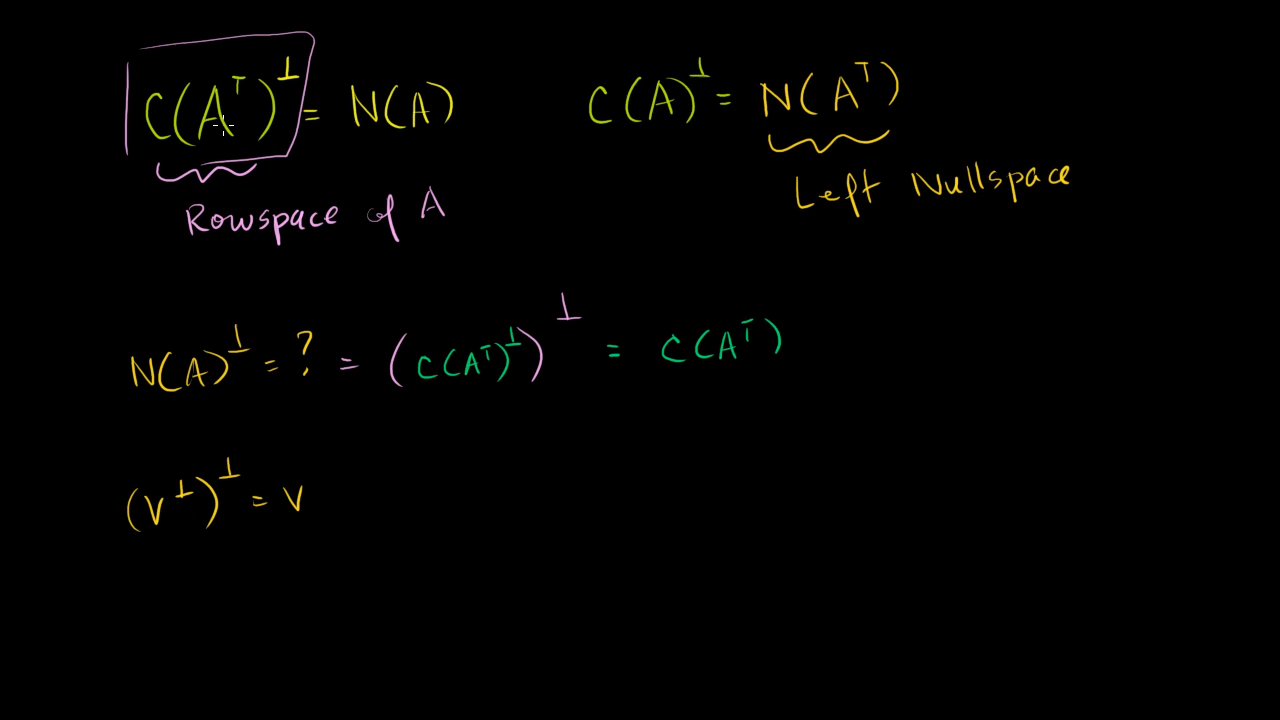 C(Aᵀ)^⊥ = N(A)
C(A)^⊥ = N(Aᵀ)
Rowspace of A
Left Nullspace
N(A)^⊥ = ? = (C(Aᵀ)^⊥)^⊥ = C(Aᵀ)
(V^⊥)^⊥ = V